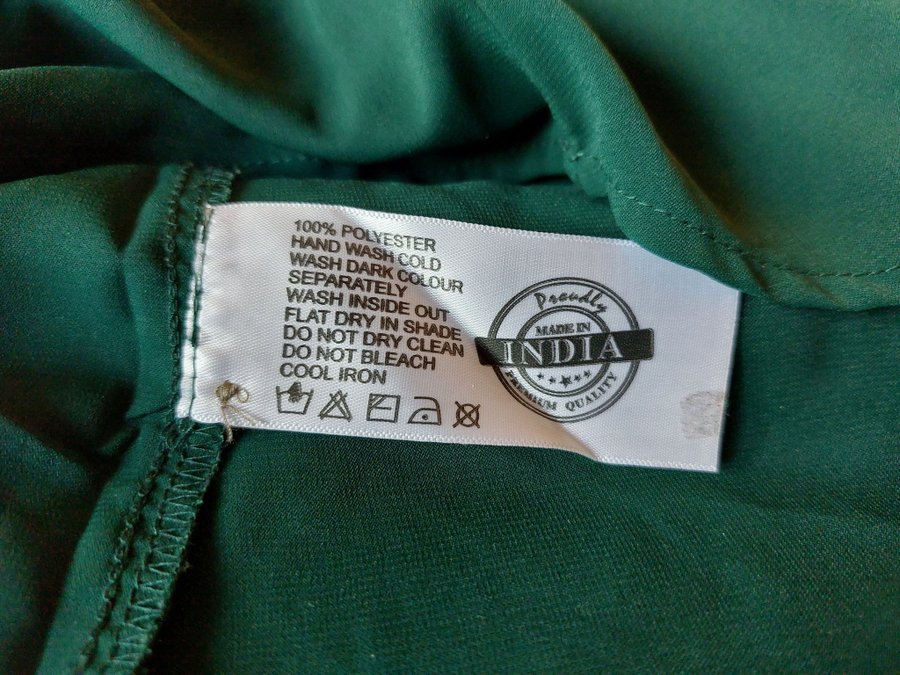 100% POLYESTER
HAND WASH COLD
WASH DARK COLOUR
SEPARATELY
WASH INSIDE OUT
FLAT DRY IN SHADE
DO NOT DRY CLEAN
DO NOT BLEACH
COOL IRON
Proudly
MADE IN
INDIA
PREMIUM QUALITY